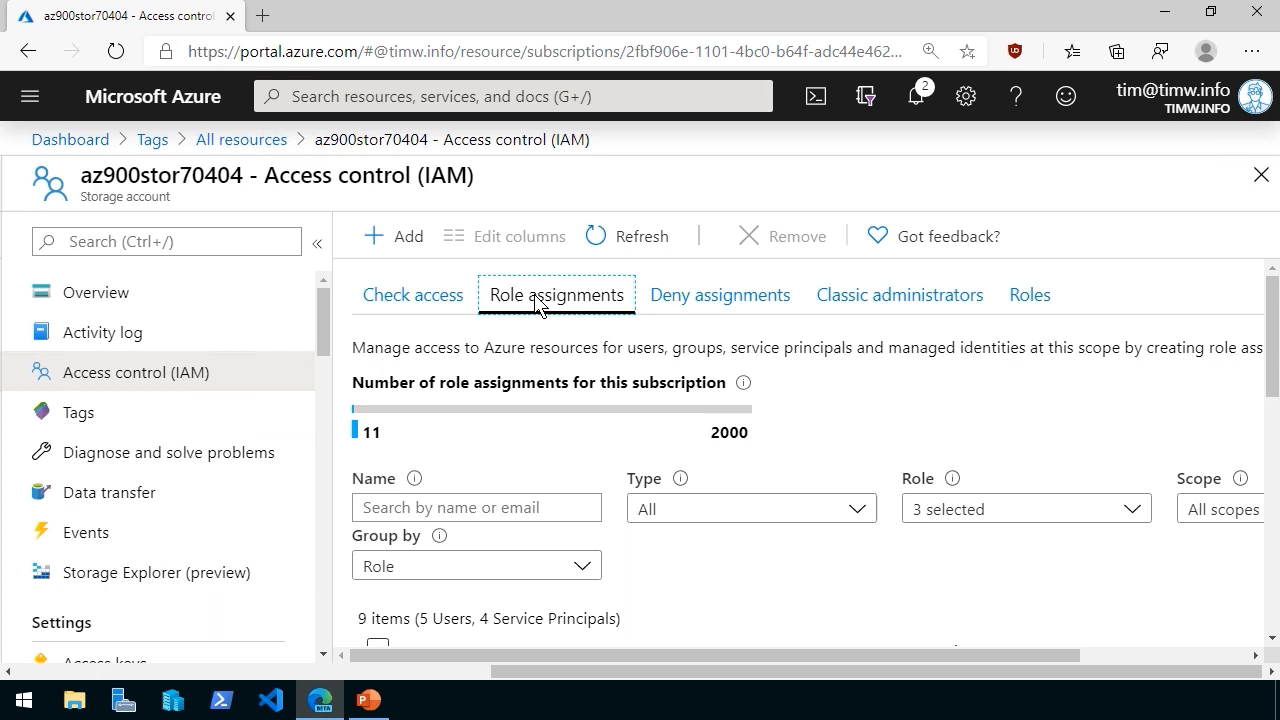 az900stor70404 - Access control
https://portal.azure.com/#@timw.info/resource/subscriptions/2fbf906e-1101-4bc0-b64f-adc44e462...
Microsoft Azure
Search resources, services, and docs (G+/)
2
tim@timw.info
TIMW.INFO
Dashboard > Tags > All resources > az900stor70404 - Access control (IAM)
az900stor70404 - Access control (IAM)
Storage account
Search (Ctrl+/)
Overview
Activity log
Access control (IAM)
Tags
Diagnose and solve problems
Data transfer
Events
Storage Explorer (preview)
Settings
Access keys
Add
Edit columns
Refresh
Remove
Got feedback?
Check access
Role assignments
Deny assignments
Classic administrators
Roles
Manage access to Azure resources for users, groups, service principals and managed identities at this scope by creating role ass
Number of role assignments for this subscription
11
2000
Name
Type
Role
Scope
Search by name or email
All
3 selected
All scopes
Group by
Role
9 items (5 Users, 4 Service Principals)
BETA